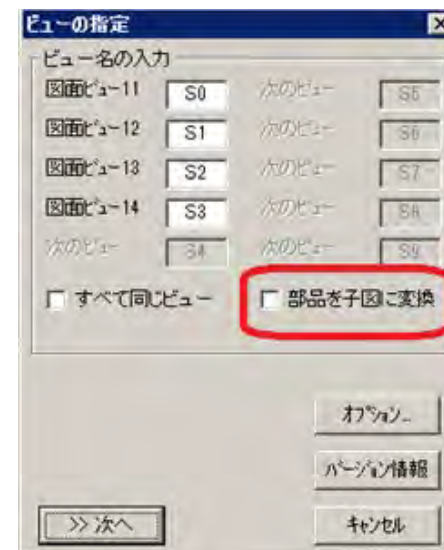 ビューの指定
ビュー名の入力
図面ビュー11 S0 次のビュー S5
図面ビュー12 S1 次のビュー S6
図面ビュー13 S2 次のビュー S7
図面ビュー14 S3 次のビュー S8
次のビュー S4 次のビュー S9
すべて同じビュー 部品を子図に変換
オプション...
バージョン情報
>> 次へ キャンセル